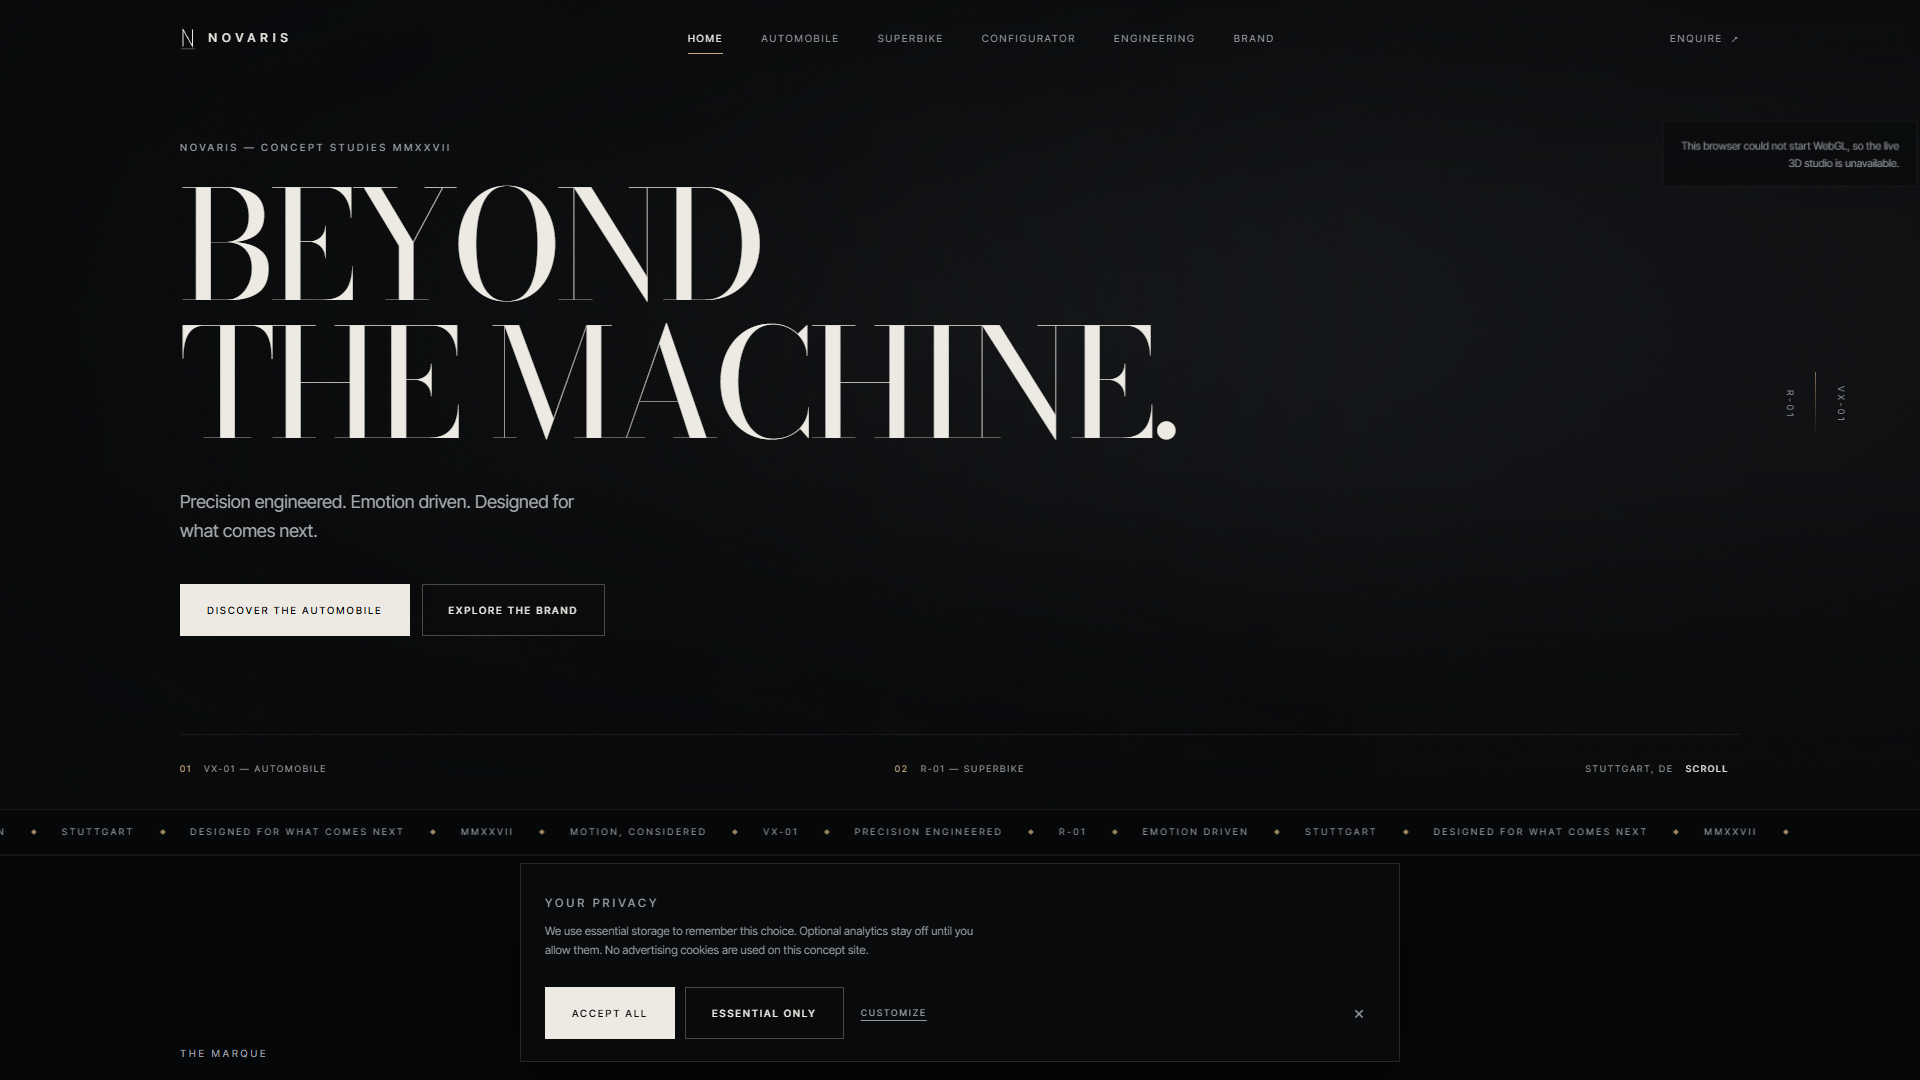 NOVARIS
HOME
AUTOMOBILE
SUPERBIKE
CONFIGURATOR
ENGINEERING
BRAND
ENQUIRE ↗
NOVARIS — CONCEPT STUDIES MMXXVII
This browser could not start WebGL, so the live
3D studio is unavailable.
BEYOND
THE MACHINE.
R-01
VX-01
Precision engineered. Emotion driven. Designed for
what comes next.
DISCOVER THE AUTOMOBILE
EXPLORE THE BRAND
01 VX-01 — AUTOMOBILE
02 R-01 — SUPERBIKE
STUTTGART, DE SCROLL
N ◆ STUTTGART ◆ DESIGNED FOR WHAT COMES NEXT ◆ MMXXVII ◆ MOTION, CONSIDERED ◆ VX-01 ◆ PRECISION ENGINEERED ◆ R-01 ◆ EMOTION DRIVEN ◆ STUTTGART ◆ DESIGNED FOR WHAT COMES NEXT ◆ MMXXVII ◆
YOUR PRIVACY
We use essential storage to remember this choice. Optional analytics stay off until you
allow them. No advertising cookies are used on this concept site.
ACCEPT ALL
ESSENTIAL ONLY
CUSTOMIZE
✕
THE MARQUE